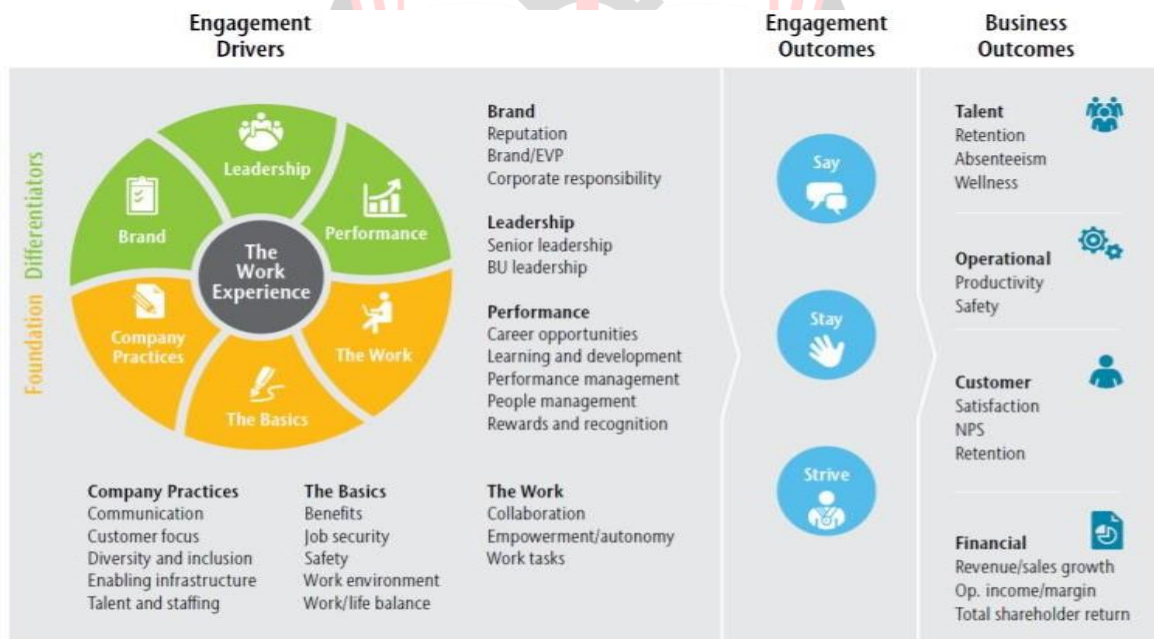 Engagement
Drivers
Engagement
Outcomes
Business
Outcomes
Differentiators
Foundation
Leadership
Brand
Performance
The
Work
Experience
Company
Practices
The Work
The Basics
Brand
Reputation
Brand/EVP
Corporate responsibility
Leadership
Senior leadership
BU leadership
Performance
Career opportunities
Learning and development
Performance management
People management
Rewards and recognition
Company Practices
Communication
Customer focus
Diversity and inclusion
Enabling infrastructure
Talent and staffing
The Basics
Benefits
Job security
Safety
Work environment
Work/life balance
The Work
Collaboration
Empowerment/autonomy
Work tasks
Say
Stay
Strive
Talent
Retention
Absenteeism
Wellness
Operational
Productivity
Safety
Customer
Satisfaction
NPS
Retention
Financial
Revenue/sales growth
Op. income/margin
Total shareholder return